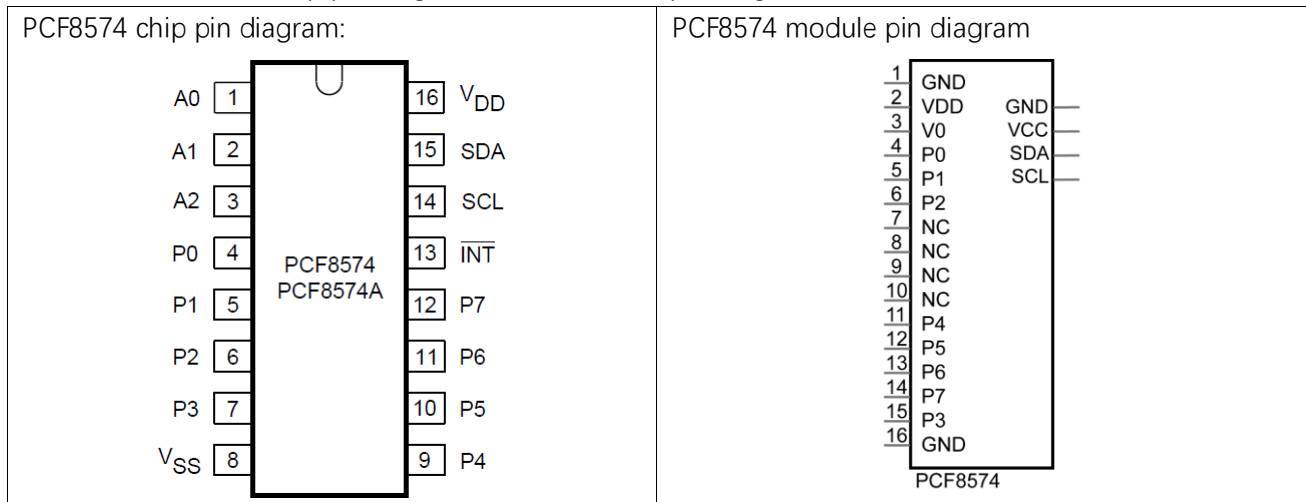 PCF8574 chip pin diagram:
A0 1 16 VDD
A1 2 15 SDA
A2 3 14 SCL
P0 4 13 INT
PCF8574
PCF8574A
P1 5 12 P7
P2 6 11 P6
P3 7 10 P5
VSS 8 9 P4
PCF8574 module pin diagram
1 GND
2 VDD GND
3 V0 VCC
4 P0 SDA
5 P1 SCL
6 P2
7 NC
8 NC
9 NC
10 NC
11 P4
12 P5
13 P6
14 P7
15 P3
16 GND
PCF8574